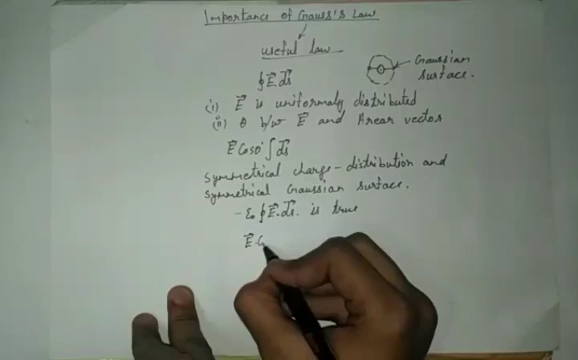 Importance of Gauss's Law
useful law
∮E⃗.ds⃗
Gaussian
surface.
(i) E⃗ is uniformaly distributed
(ii) θ b/w E⃗ and Arear vector
E⃗ Cos0° ∫ds⃗
Symmetrical charge-distribution and
symmetrical Gaussian surface.
- ε₀ ∮E⃗.ds⃗. is true
E⃗.C